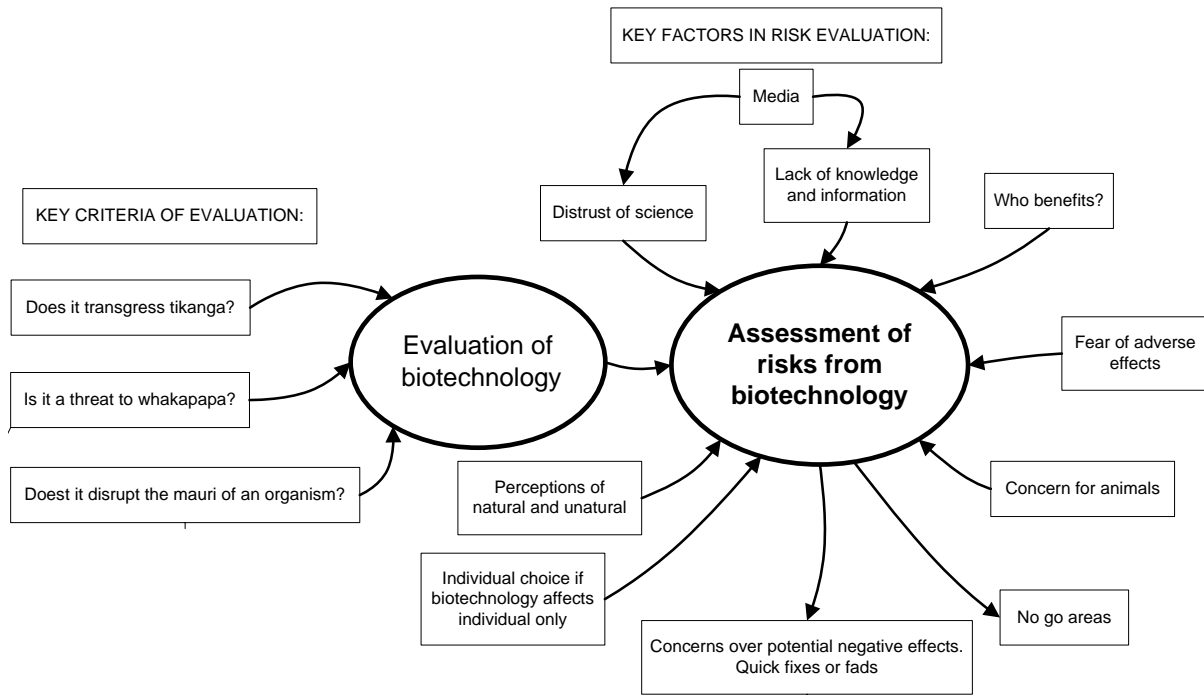 KEY FACTORS IN RISK EVALUATION:
Media
Lack of knowledge
and information
Distrust of science
Who benefits?
KEY CRITERIA OF EVALUATION:
Does it transgress tikanga?
Is it a threat to whakapapa?
Doest it disrupt the mauri of an organism?
Evaluation of
biotechnology
Assessment of
risks from
biotechnology
Fear of adverse
effects
Concern for animals
No go areas
Perceptions of
natural and unatural
Individual choice if
biotechnology affects
individual only
Concerns over potential negative effects.
Quick fixes or fads